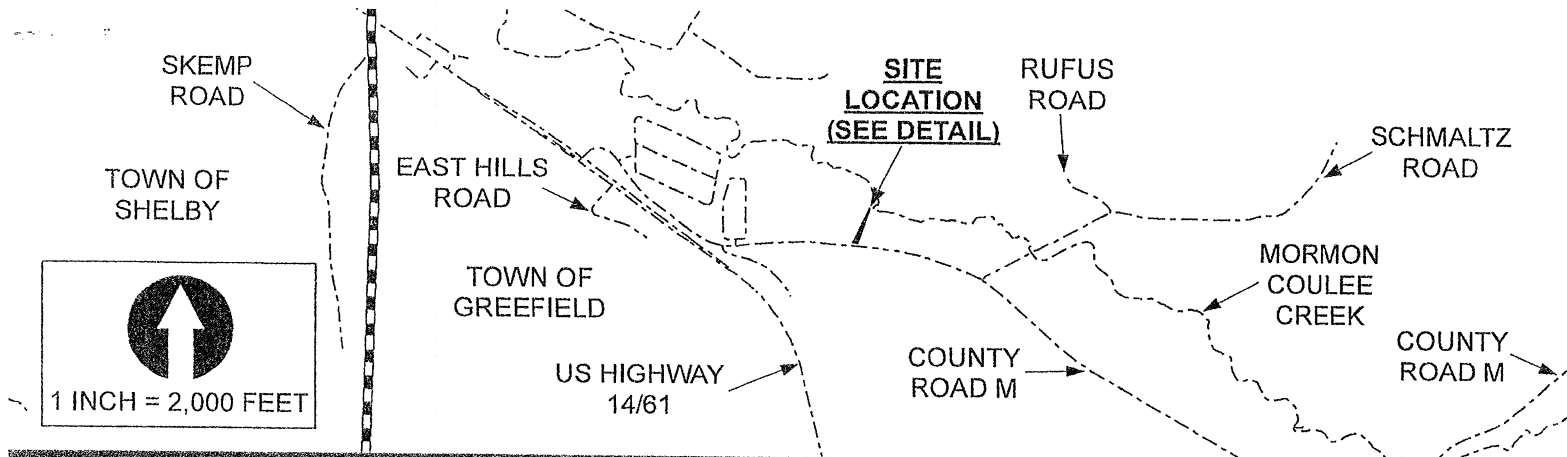 SKEMP
ROAD
SITE
LOCATION
(SEE DETAIL)
RUFUS
ROAD
SCHMALTZ
ROAD
TOWN OF
SHELBY
EAST HILLS
ROAD
TOWN OF
GREEFIELD
MORMON
COULEE
CREEK
1 INCH = 2,000 FEET
US HIGHWAY
14/61
COUNTY
ROAD M
COUNTY
ROAD M